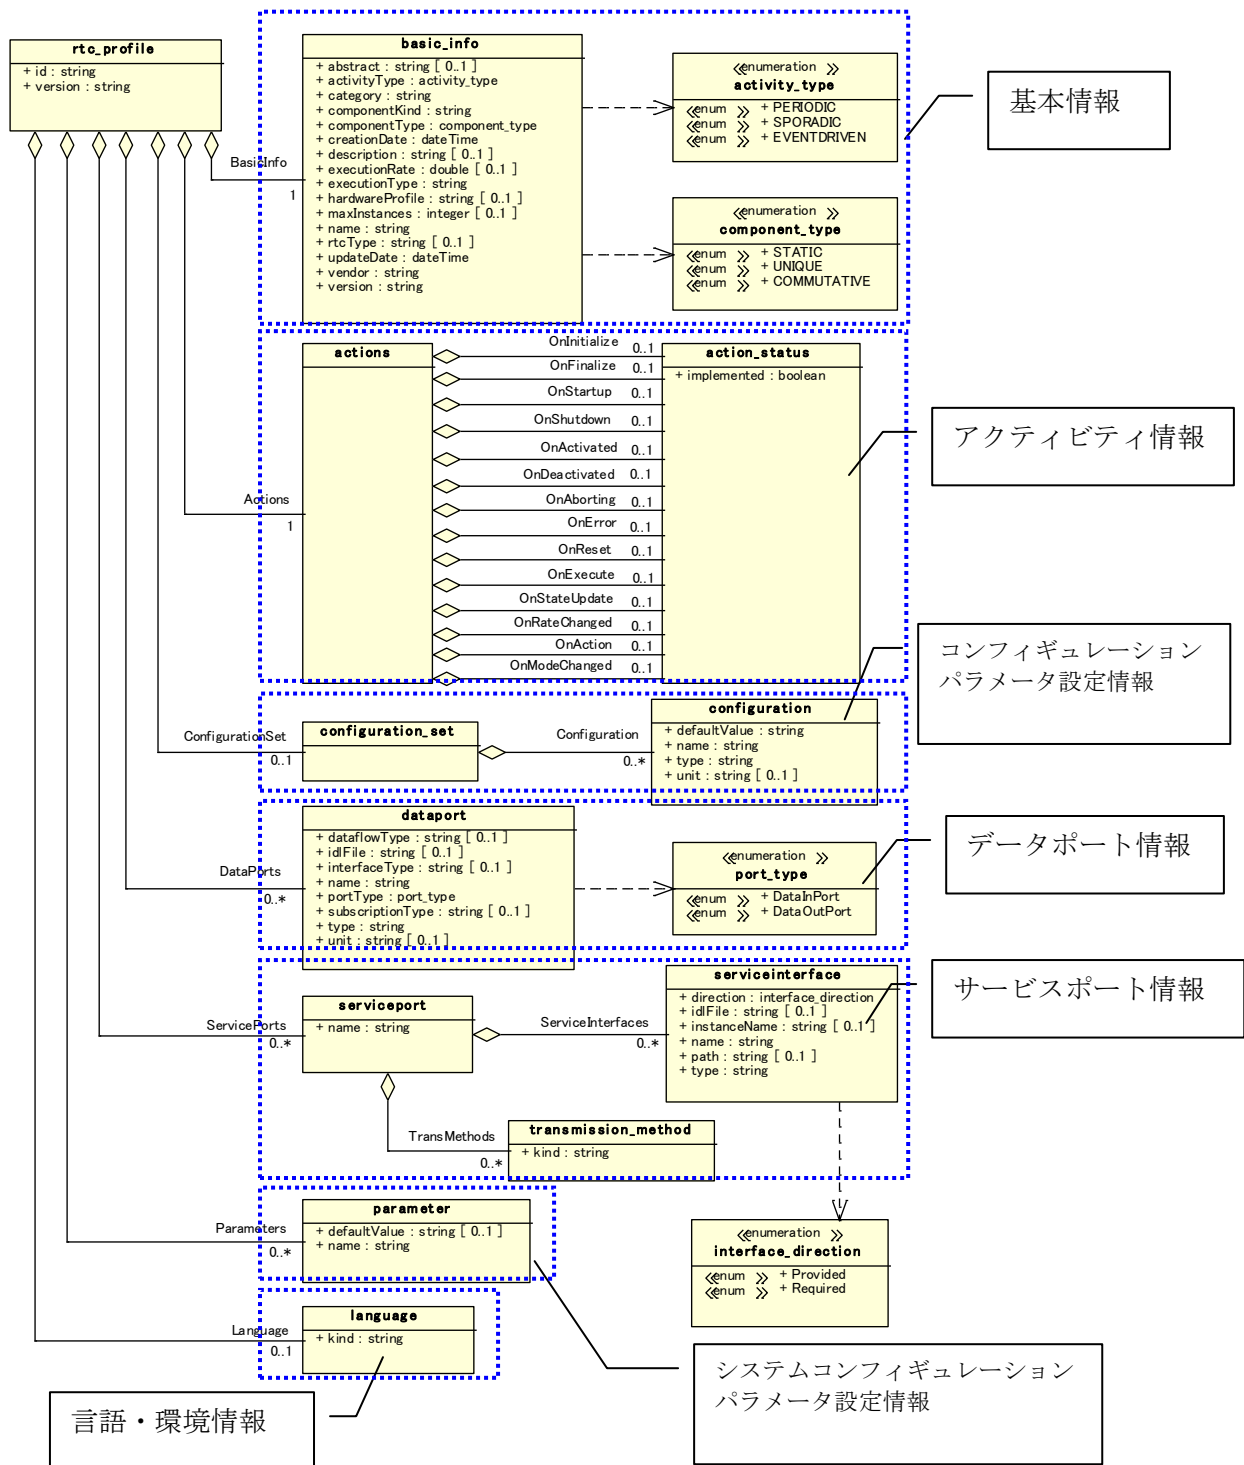 rtc_profile
+ id : string
+ version : string
basic_info
+ abstract : string [ 0..1 ]
+ activityType : activity_type
+ category : string
+ componentKind : string
+ componentType : component_type
+ creationDate : dateTime
+ description : string [ 0..1 ]
+ executionRate : double [ 0..1 ]
+ executionType : string
+ hardwareProfile : string [ 0..1 ]
+ maxInstances : integer [ 0..1 ]
+ name : string
+ rtcType : string [ 0..1 ]
+ updateDate : dateTime
+ vendor : string
+ version : string
BasicInfo
1
≪enumeration ≫
activity_type
≪enum ≫ + PERIODIC
≪enum ≫ + SPORADIC
≪enum ≫ + EVENTDRIVEN
≪enumeration ≫
component_type
≪enum ≫ + STATIC
≪enum ≫ + UNIQUE
≪enum ≫ + COMMUTATIVE
基本情報
actions
Actions
1
OnInitialize 0..1
OnFinalize 0..1
OnStartup 0..1
OnShutdown 0..1
OnActivated 0..1
OnDeactivated 0..1
OnAborting 0..1
OnError 0..1
OnReset 0..1
OnExecute 0..1
OnStateUpdate 0..1
OnRateChanged 0..1
OnAction 0..1
OnModeChanged 0..1
action_status
+ implemented : boolean
アクティビティ情報
コンフィギュレーション
パラメータ設定情報
ConfigurationSet
0..1
configuration_set
Configuration
0..*
configuration
+ defaultValue : string
+ name : string
+ type : string
+ unit : string [ 0..1 ]
DataPorts
0..*
dataport
+ dataflowType : string [ 0..1 ]
+ idlFile : string [ 0..1 ]
+ interfaceType : string [ 0..1 ]
+ name : string
+ portType : port_type
+ subscriptionType : string [ 0..1 ]
+ type : string
+ unit : string [ 0..1 ]
≪enumeration ≫
port_type
≪enum ≫ + DataInPort
≪enum ≫ + DataOutPort
データポート情報
ServicePorts
0..*
serviceport
+ name : string
ServiceInterfaces
0..*
serviceinterface
+ direction : interface_direction
+ idlFile : string [ 0..1 ]
+ instanceName : string [ 0..1 ]
+ name : string
+ path : string [ 0..1 ]
+ type : string
サービスポート情報
TransMethods
0..*
transmission_method
+ kind : string
Parameters
0..*
parameter
+ defaultValue : string [ 0..1 ]
+ name : string
≪enumeration ≫
interface_direction
≪enum ≫ + Provided
≪enum ≫ + Required
Language
0..1
language
+ kind : string
システムコンフィギュレーション
パラメータ設定情報
言語・環境情報